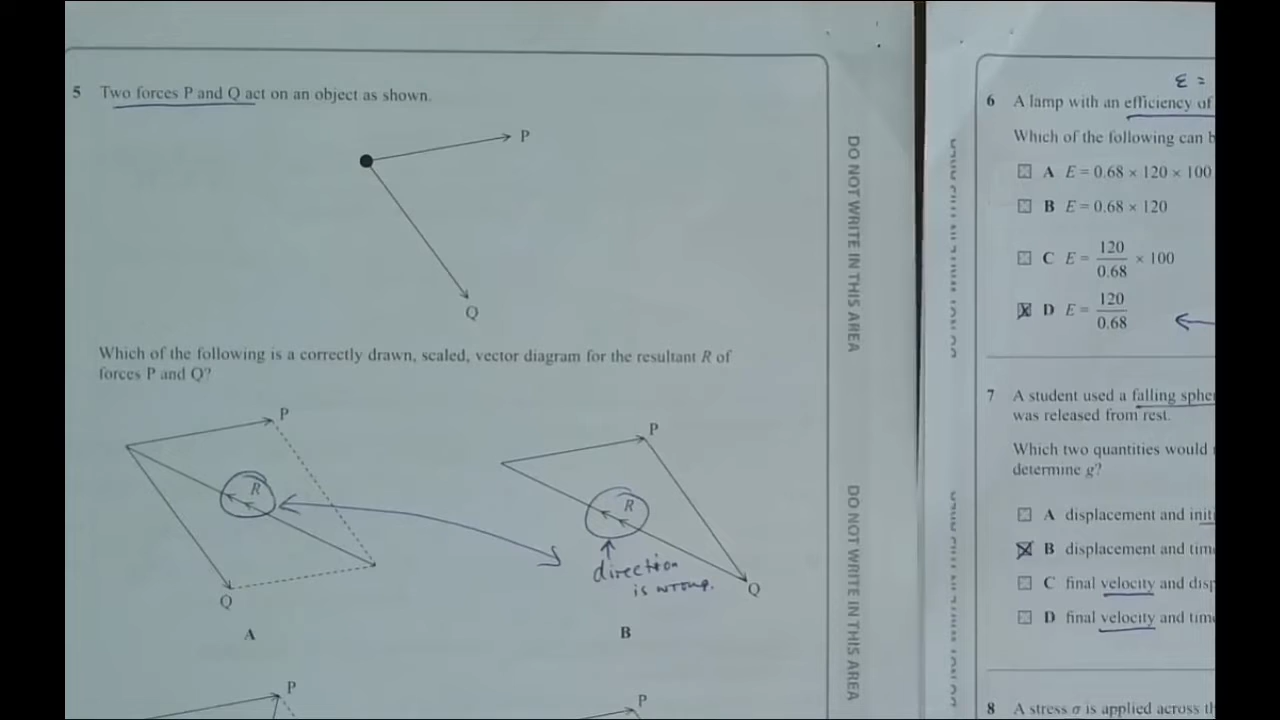 5 Two forces P and Q act on an object as shown.
P
Q
Which of the following is a correctly drawn, scaled, vector diagram for the resultant R of
forces P and Q?
P
R
Q
A
P
R
direction
is wrong.
Q
B
P
P
DO NOT WRITE IN THIS AREA
DO NOT WRITE IN THIS AREA
ε =
6 A lamp with an efficiency of
Which of the following can b
A E = 0.68 × 120 × 100
B E = 0.68 × 120
C E = 120/0.68 × 100
D E = 120/0.68
7 A student used a falling sphe
was released from rest.
Which two quantities would
determine g?
A displacement and init
B displacement and tim
C final velocity and disp
D final velocity and time
8 A stress σ is applied across th